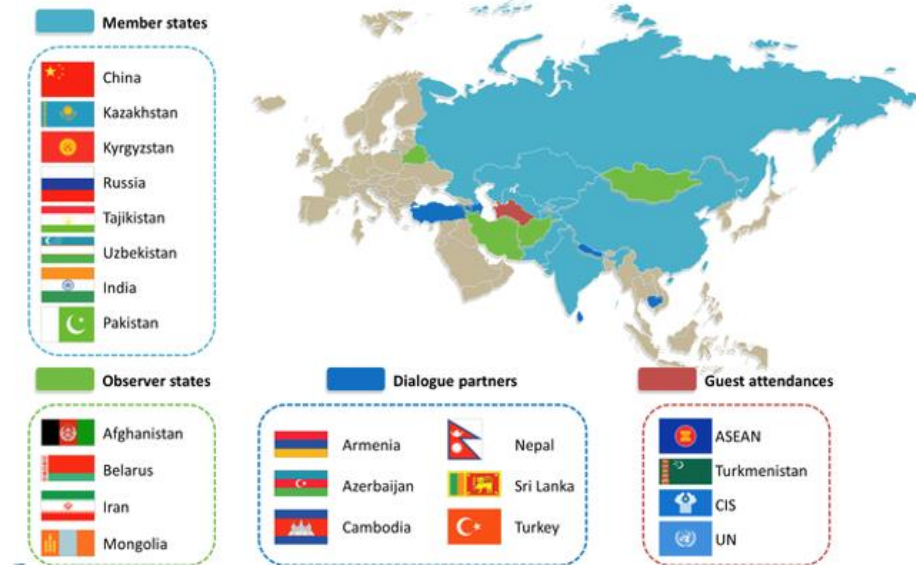 Member states
China
Kazakhstan
Kyrgyzstan
Russia
Tajikistan
Uzbekistan
India
Pakistan
Observer states
Afghanistan
Belarus
Iran
Mongolia
Dialogue partners
Armenia
Azerbaijan
Cambodia
Nepal
Sri Lanka
Turkey
Guest attendances
ASEAN
Turkmenistan
CIS
UN